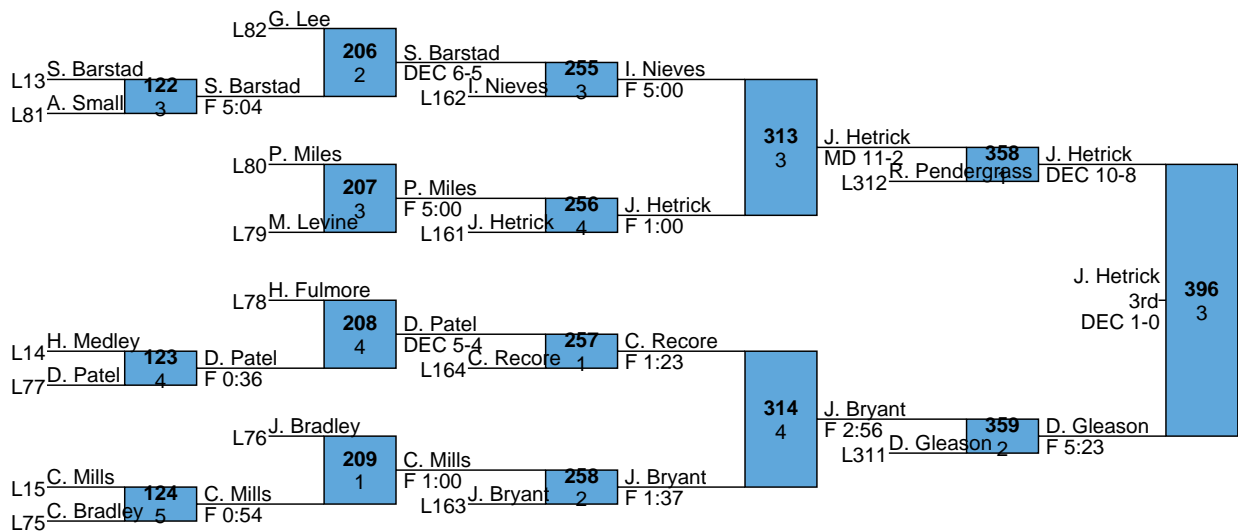 G. Lee
L82
206
2
S. Barstad
DEC 6-5
S. Barstad
L13
122
3
S. Barstad
F 5:04
A. Small
L81
255
3
I. Nieves
L162
I. Nieves
F 5:00
313
3
J. Hetrick
MD 11-2
P. Miles
L80
207
3
P. Miles
F 5:00
M. Levine
L79
256
4
J. Hetrick
L161
J. Hetrick
F 1:00
358
1
R. Pendergrass
L312
J. Hetrick
DEC 10-8
J. Hetrick
3rd
DEC 1-0
396
3
H. Fulmore
L78
208
4
D. Patel
DEC 5-4
H. Medley
L14
123
4
D. Patel
F 0:36
D. Patel
L77
257
1
C. Recore
L164
C. Recore
F 1:23
314
4
J. Bryant
F 2:56
J. Bradley
L76
209
1
C. Mills
F 1:00
C. Mills
L15
124
5
C. Mills
F 0:54
C. Bradley
L75
258
2
J. Bryant
L163
J. Bryant
F 1:37
359
2
D. Gleason
L311
D. Gleason
F 5:23